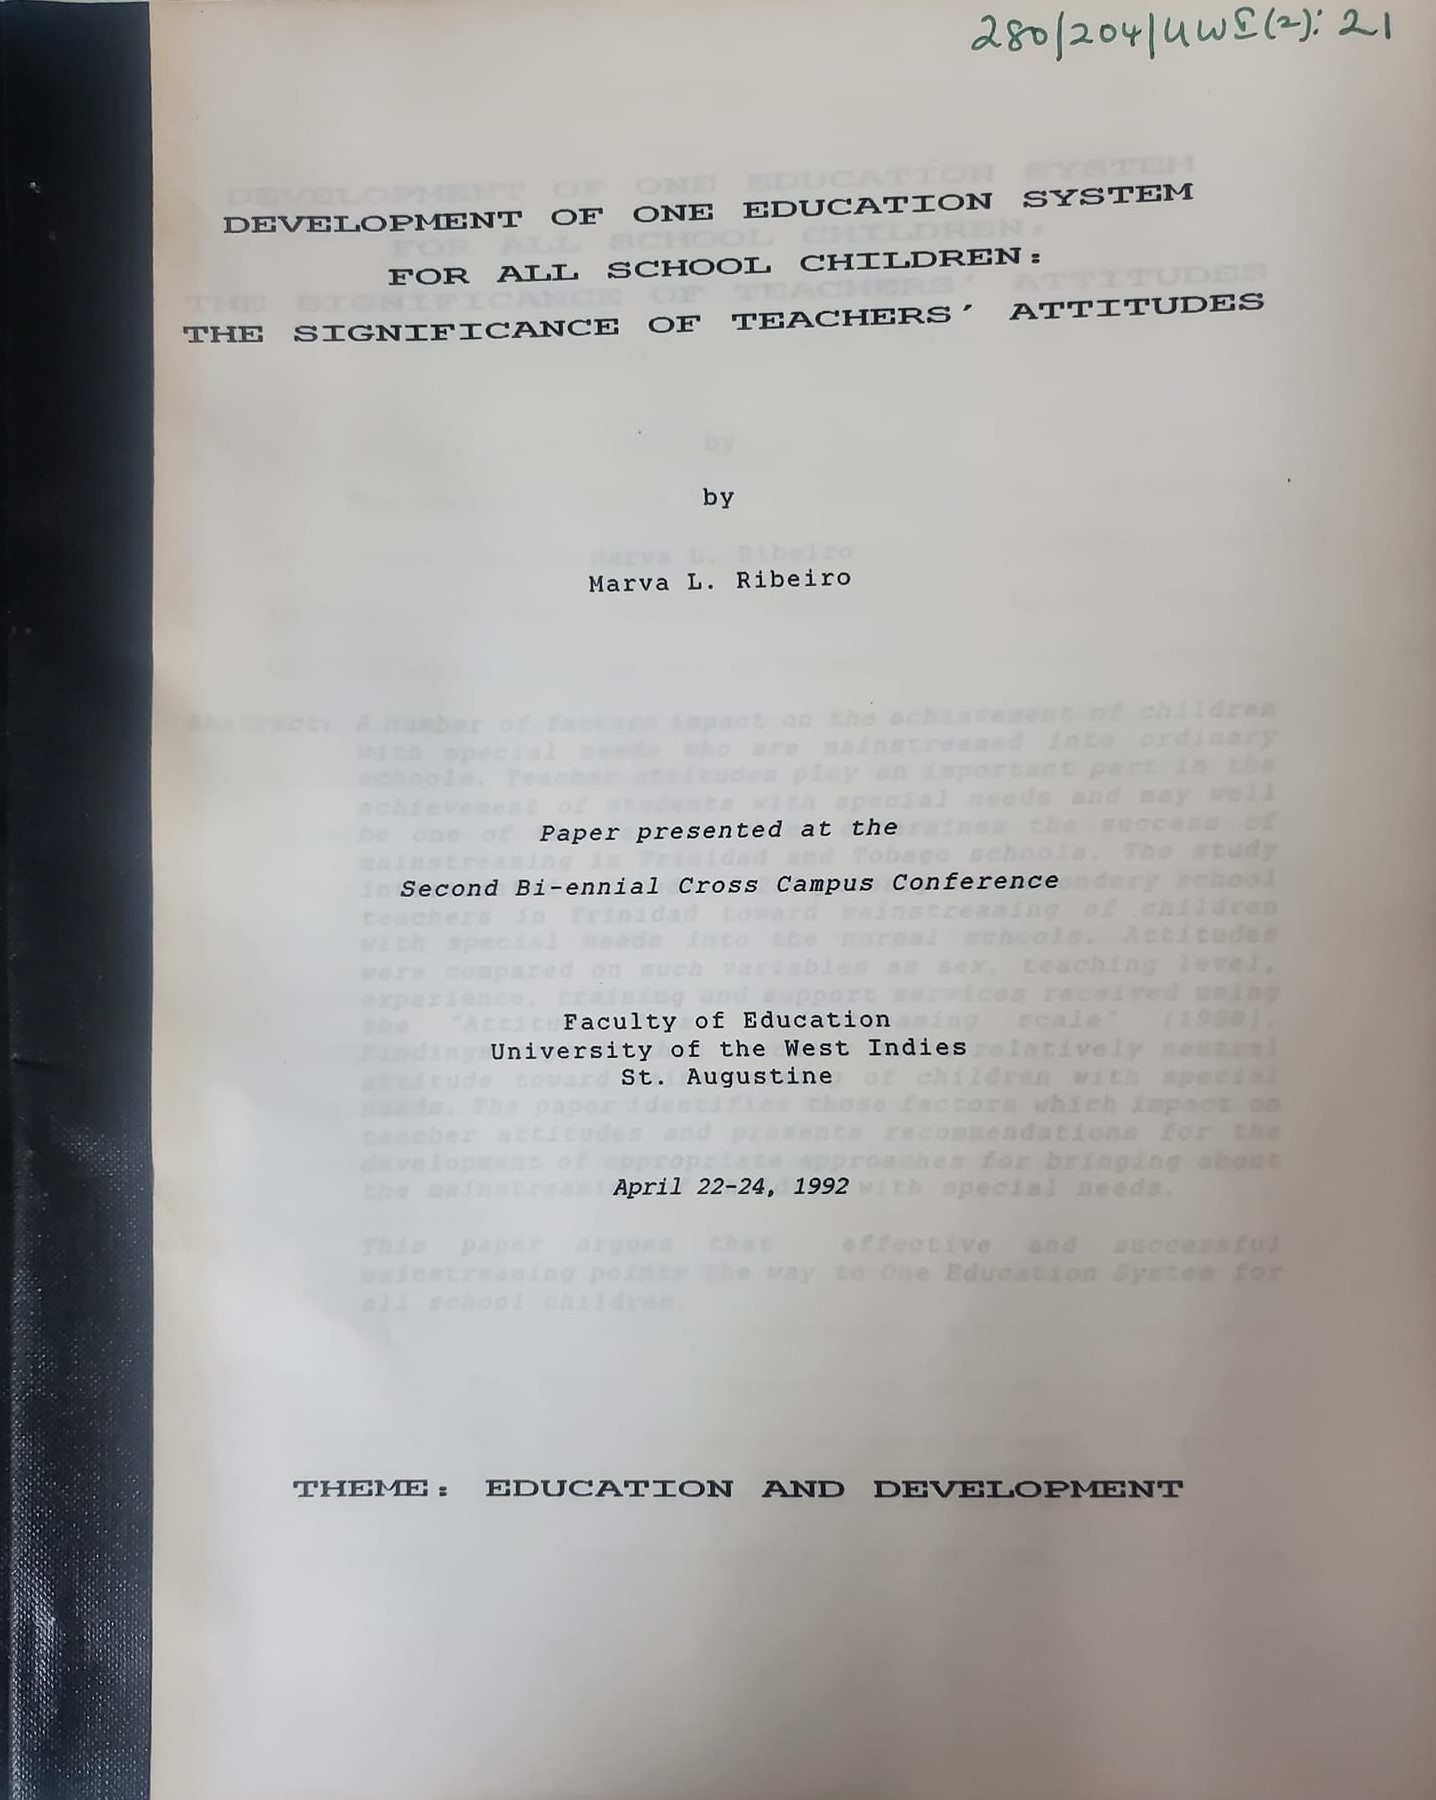 280/204/UWI(2): 21
DEVELOPMENT OF ONE EDUCATION SYSTEM
FOR ALL SCHOOL CHILDREN:
THE SIGNIFICANCE OF TEACHERS' ATTITUDES
by
Marva L. Ribeiro
Paper presented at the
Second Bi-ennial Cross Campus Conference
Faculty of Education
University of the West Indies
St. Augustine
April 22-24, 1992
THEME: EDUCATION AND DEVELOPMENT